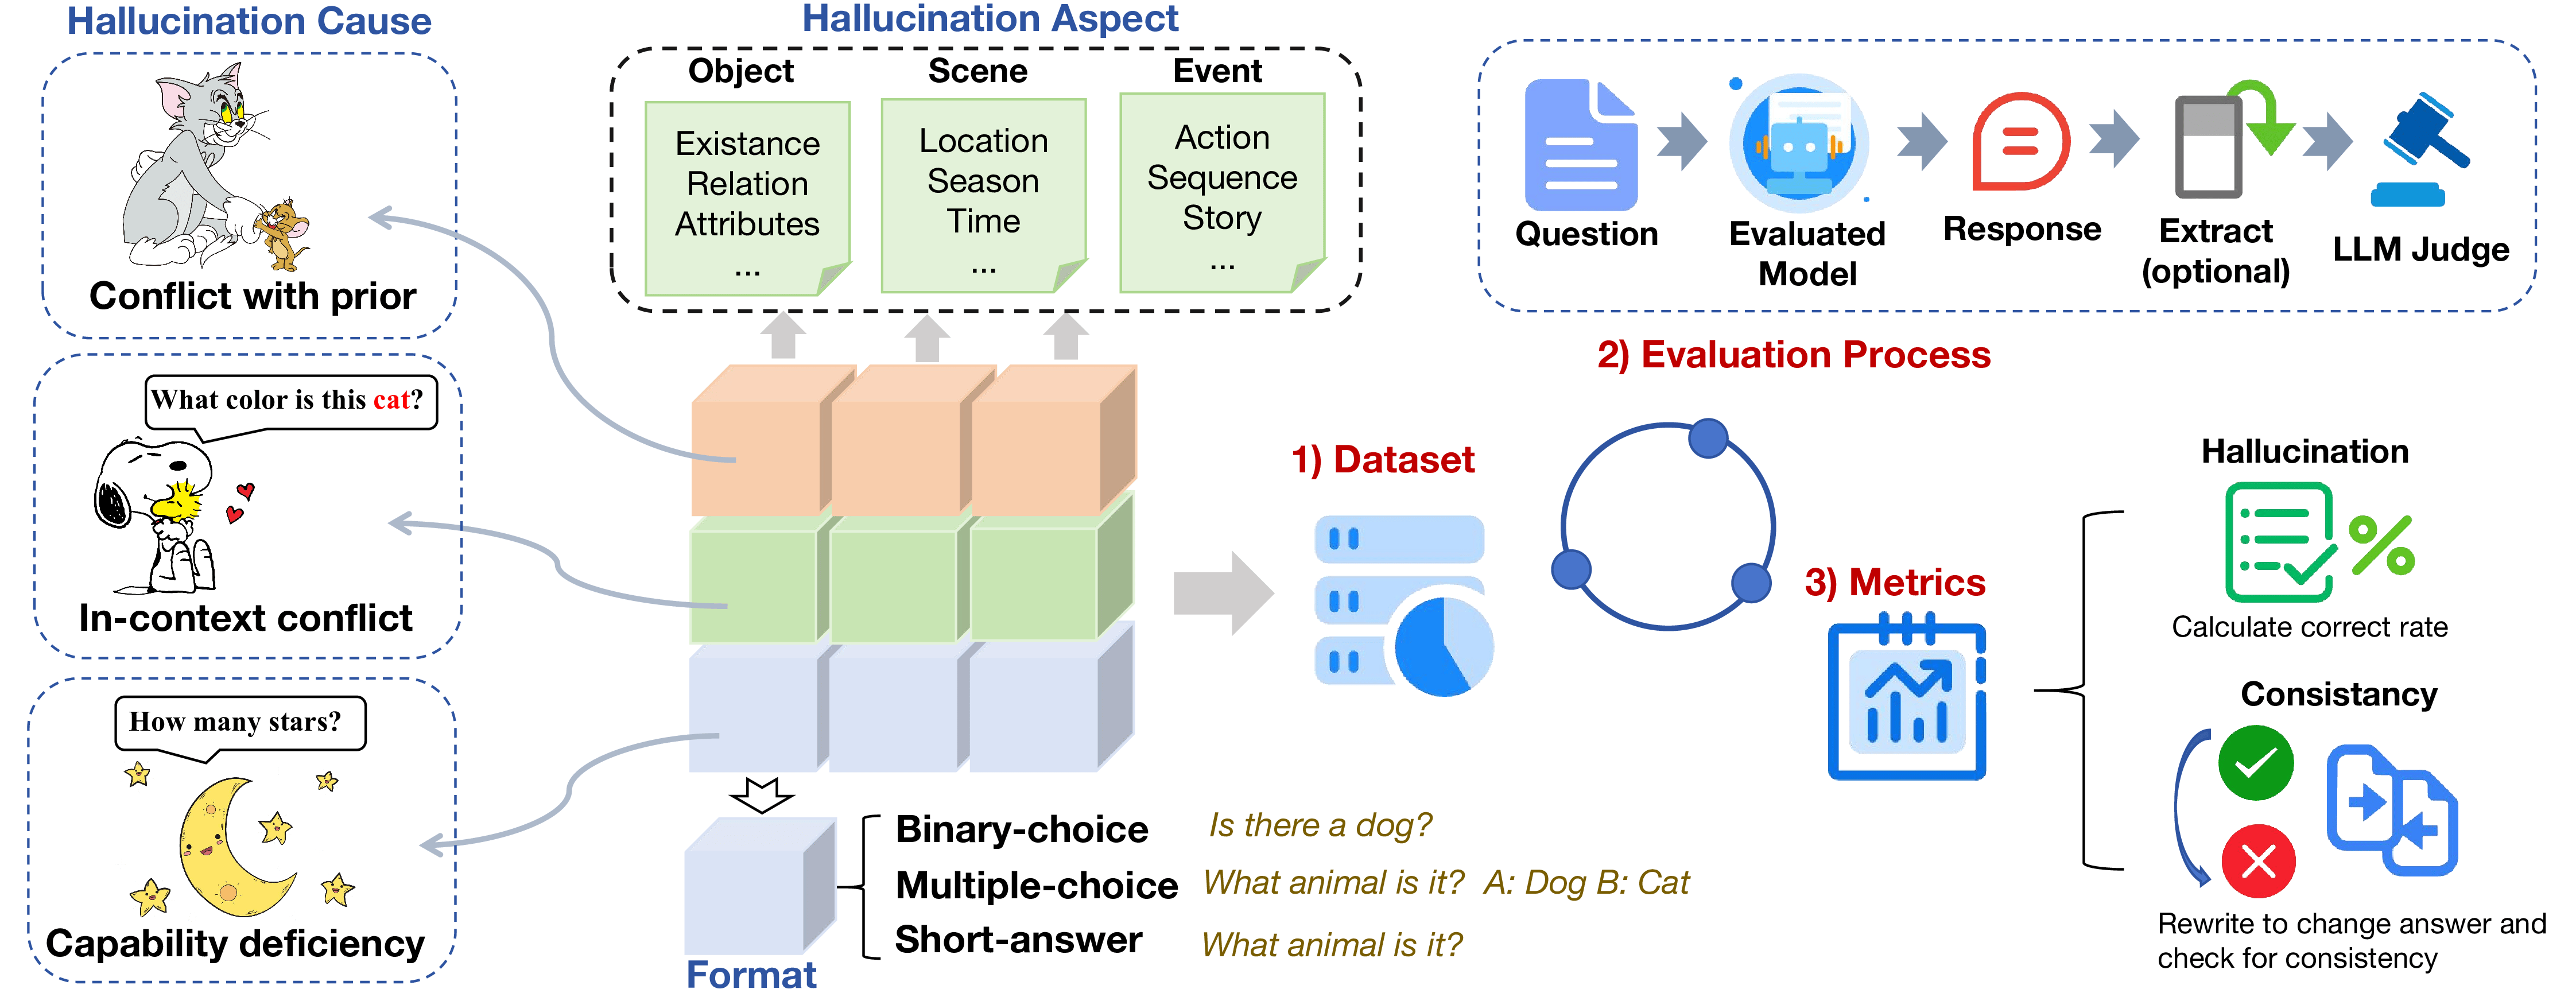 Hallucination Cause
Conflict with prior
What color is this cat?
In-context conflict
How many stars?
Capability deficiency
Hallucination Aspect
Object
Existance
Relation
Attributes
...
Scene
Location
Season
Time
...
Event
Action
Sequence
Story
...
Format
Binary-choice
Is there a dog?
Multiple-choice
What animal is it? A: Dog B: Cat
Short-answer
What animal is it?
1) Dataset
Question
Evaluated
Model
Response
Extract
(optional)
LLM Judge
2) Evaluation Process
3) Metrics
Hallucination
%
Calculate correct rate
Consistancy
Rewrite to change answer and
check for consistency